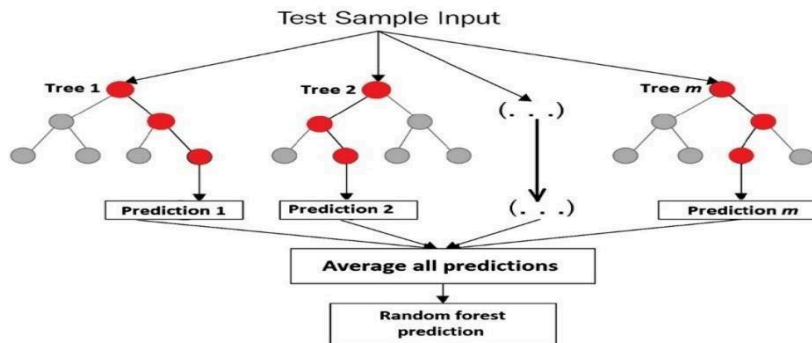 Test Sample Input
Tree 1
Tree 2
(. . .)
Tree m
Prediction 1
Prediction 2
(. . .)
Prediction m
Average all predictions
Random forest
prediction